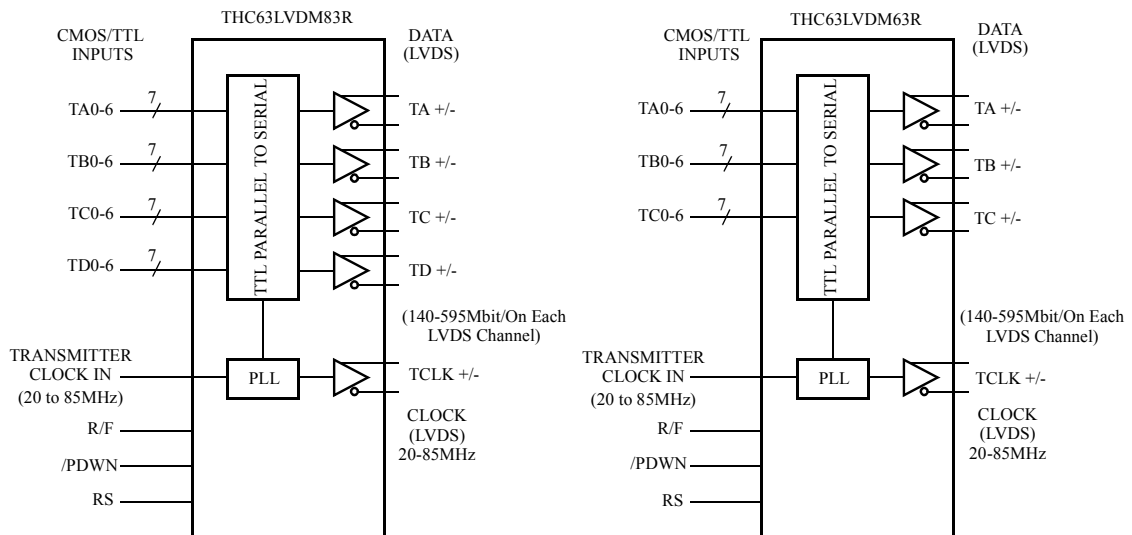 THC63LVDM83R
CMOS/TTL
INPUTS
DATA
(LVDS)
TA0-6
7
TA +/-
TB0-6
7
TB +/-
TC0-6
7
TC +/-
TD0-6
7
TD +/-
TTL PARALLEL TO SERIAL
(140-595Mbit/On Each
LVDS Channel)
TRANSMITTER
CLOCK IN
(20 to 85MHz)
PLL
TCLK +/-
CLOCK
(LVDS)
20-85MHz
R/F
/PDWN
RS
THC63LVDM63R
CMOS/TTL
INPUTS
DATA
(LVDS)
TA0-6
7
TA +/-
TB0-6
7
TB +/-
TC0-6
7
TC +/-
TTL PARALLEL TO SERIAL
(140-595Mbit/On Each
LVDS Channel)
TRANSMITTER
CLOCK IN
(20 to 85MHz)
PLL
TCLK +/-
CLOCK
(LVDS)
20-85MHz
R/F
/PDWN
RS